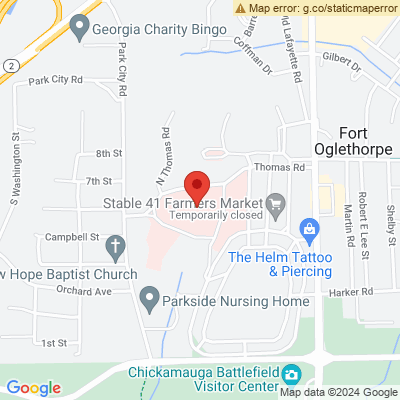 Map error: g.co/staticmaperror
Georgia Charity Bingo
Coffman Dr
Old Lafayette Rd
Gilbert Dr
Park City Rd
Park City Rd
2
S Washington St
N Thomas Rd
8th St
7th St
Fort
Oglethorpe
Thomas Rd
Stable 41 Farmers Market
Temporarily closed
Martin Rd
Robert E Lee St
Shelby St
Campbell St
The Helm Tattoo
& Piercing
w Hope Baptist Church
Orchard Ave
Parkside Nursing Home
Harker Rd
1st St
Chickamauga Battlefield
Visitor Center
Google
Map data ©2024 Google